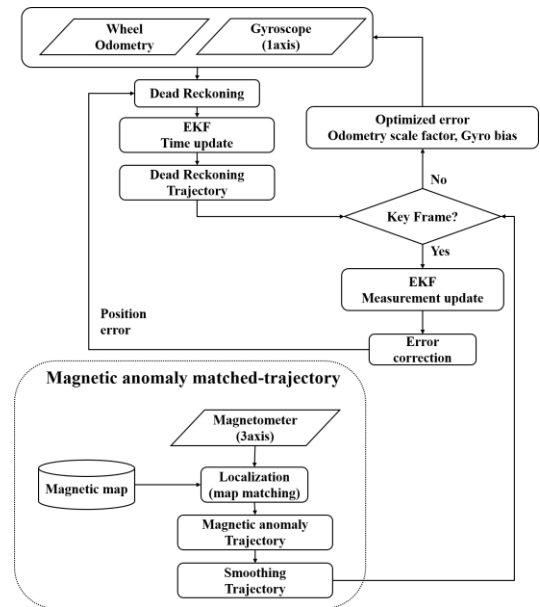 Wheel
Odometry
Gyroscope
(1axis)
Dead Reckoning
EKF
Time update
Dead Reckoning
Trajectory
Optimized error
Odometry scale factor, Gyro bias
No
Key Frame?
Yes
EKF
Measurement update
Position
error
Error
correction
Magnetic anomaly matched-trajectory
Magnetometer
(3axis)
Magnetic map
Localization
(map matching)
Magnetic anomaly
Trajectory
Smoothing
Trajectory